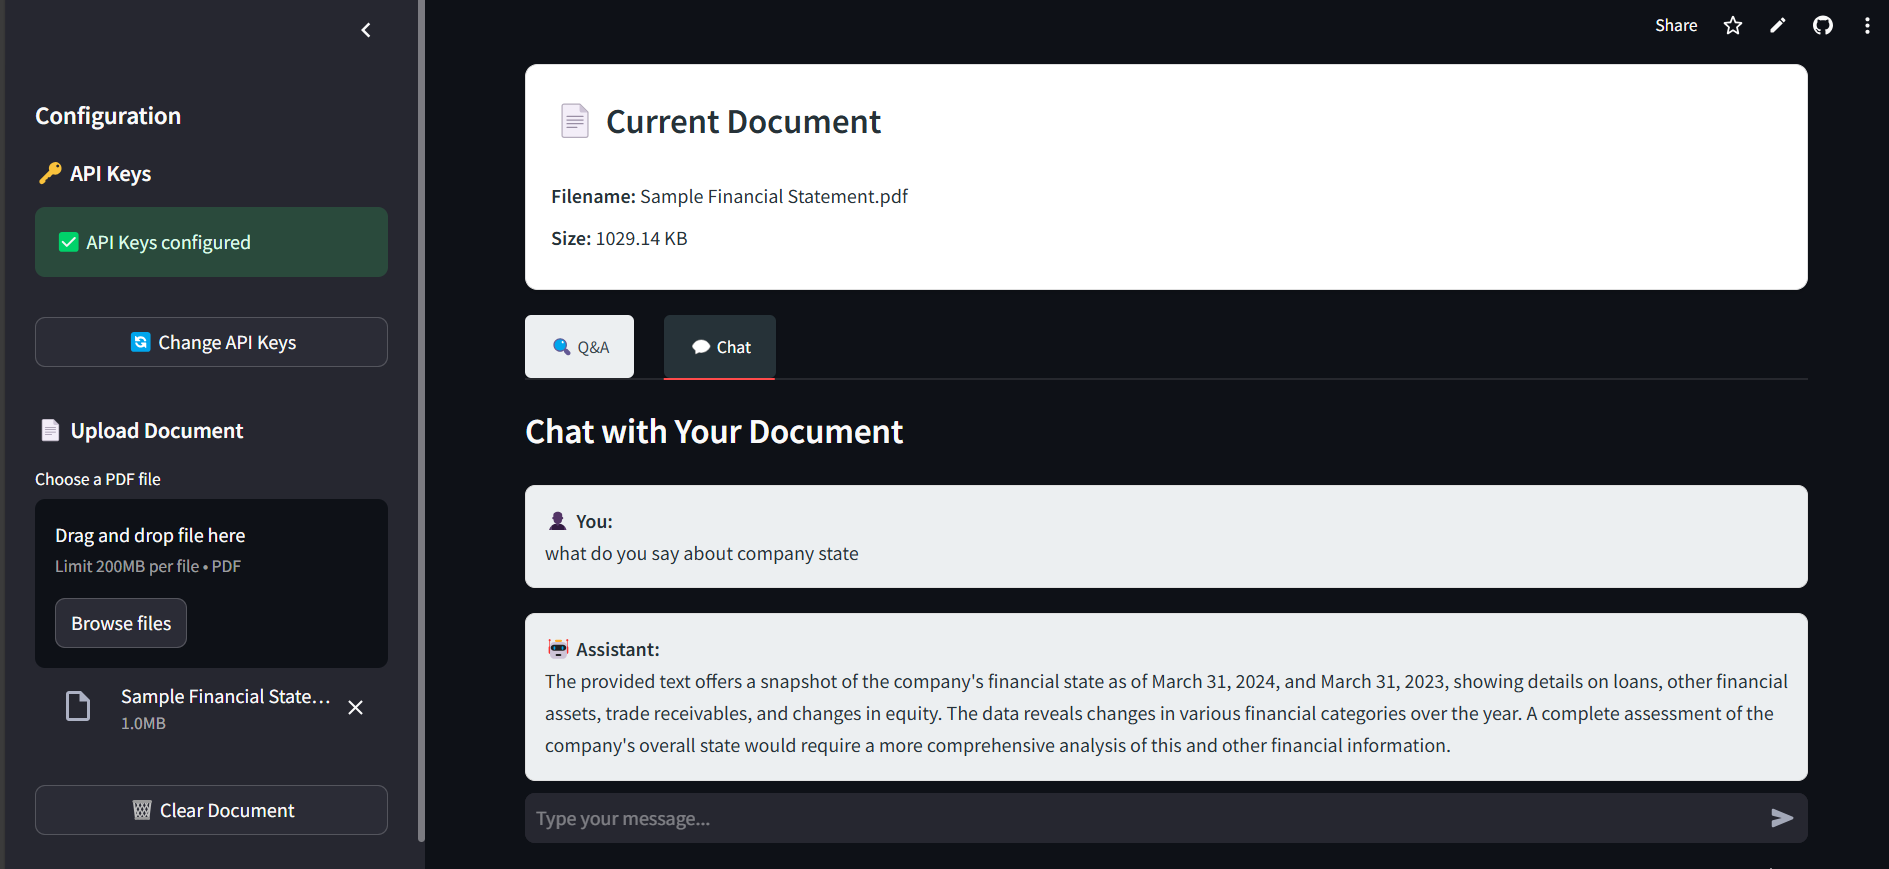 Share
Configuration
API Keys
API Keys configured
Change API Keys
Upload Document
Choose a PDF file
Drag and drop file here
Limit 200MB per file • PDF
Browse files
Sample Financial State...
1.0MB
Clear Document
Current Document
Filename: Sample Financial Statement.pdf
Size: 1029.14 KB
Q&A
Chat
Chat with Your Document
You:
what do you say about company state
Assistant:
The provided text offers a snapshot of the company's financial state as of March 31, 2024, and March 31, 2023, showing details on loans, other financial
assets, trade receivables, and changes in equity. The data reveals changes in various financial categories over the year. A complete assessment of the
company's overall state would require a more comprehensive analysis of this and other financial information.
Type your message...